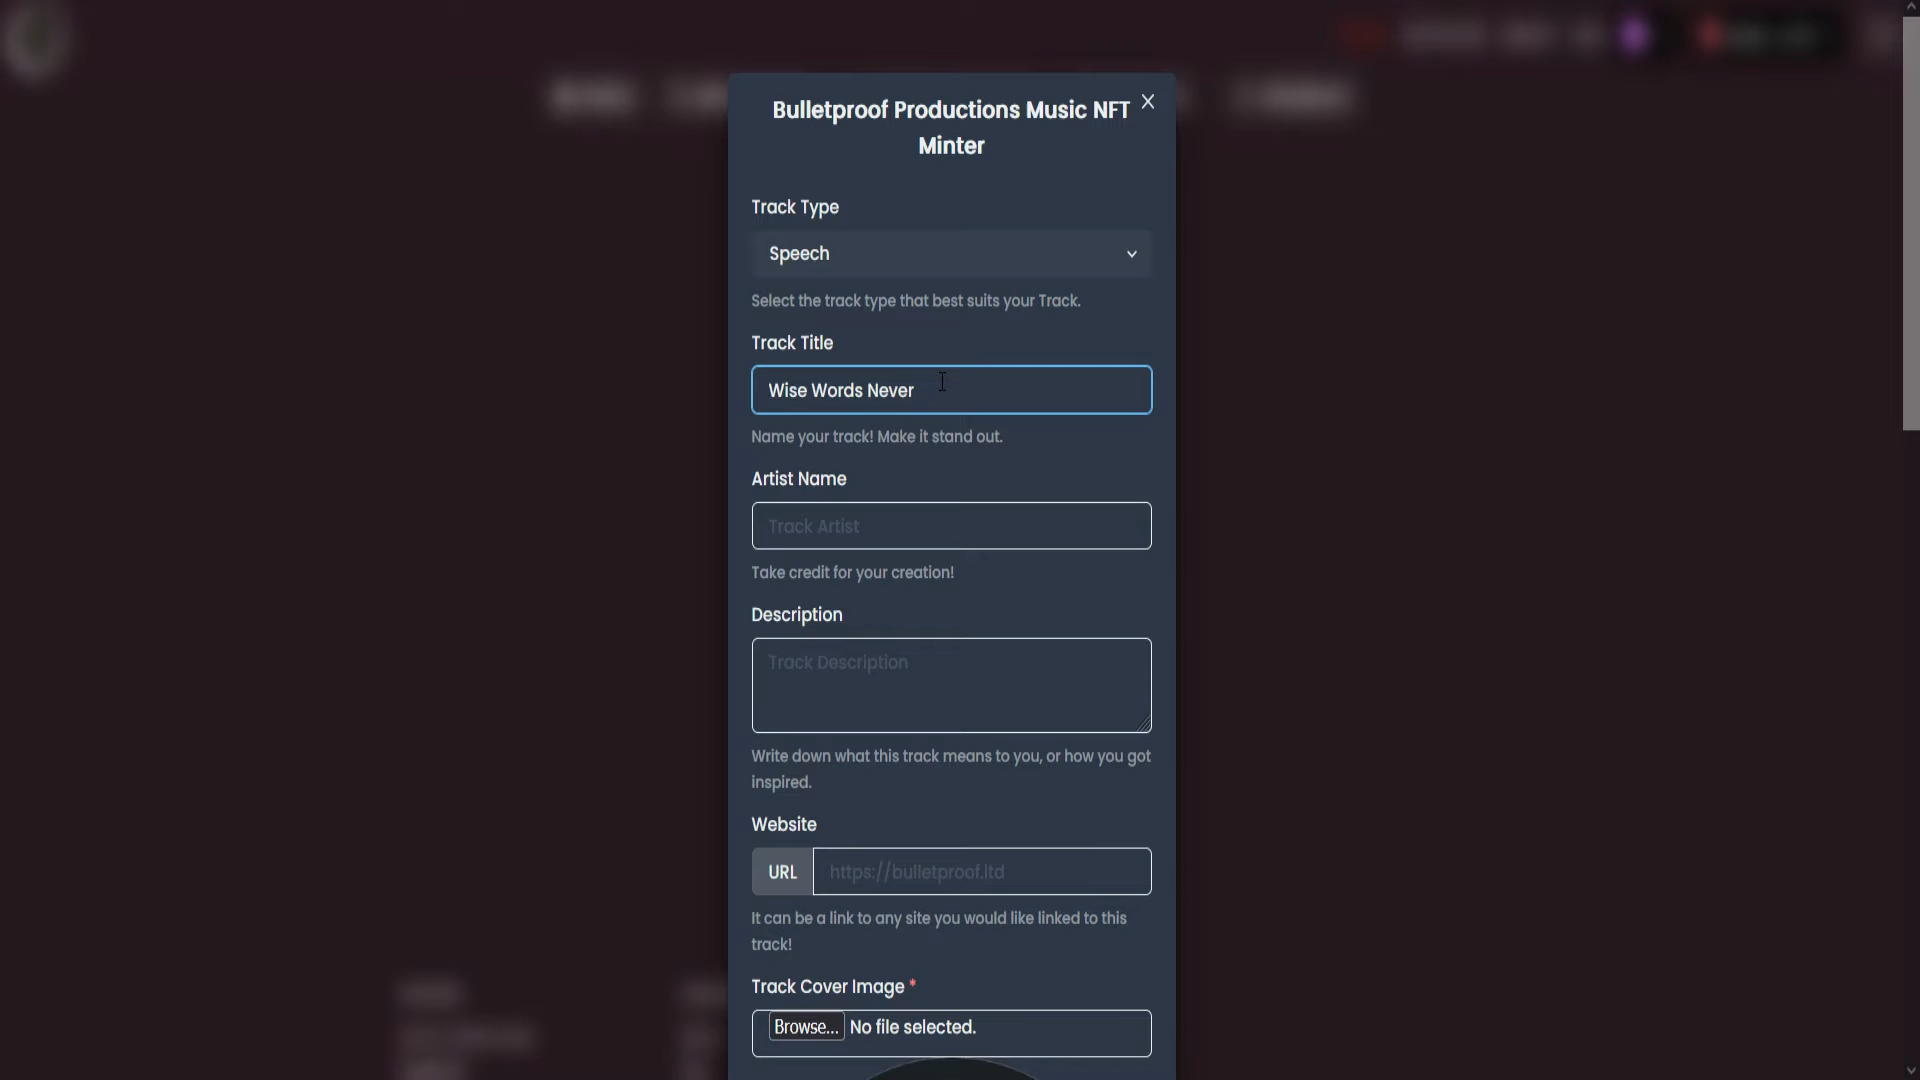 Bulletproof Productions Music NFT
Minter
Track Type
Speech
Select the track type that best suits your Track.
Track Title
Wise Words Never
Name your track! Make it stand out.
Artist Name
Track Artist
Take credit for your creation!
Description
Track Description
Write down what this track means to you, or how you got
inspired.
Website
URL https://bulletproof.ltd
It can be a link to any site you would like linked to this
track!
Track Cover Image *
Browse... No file selected.